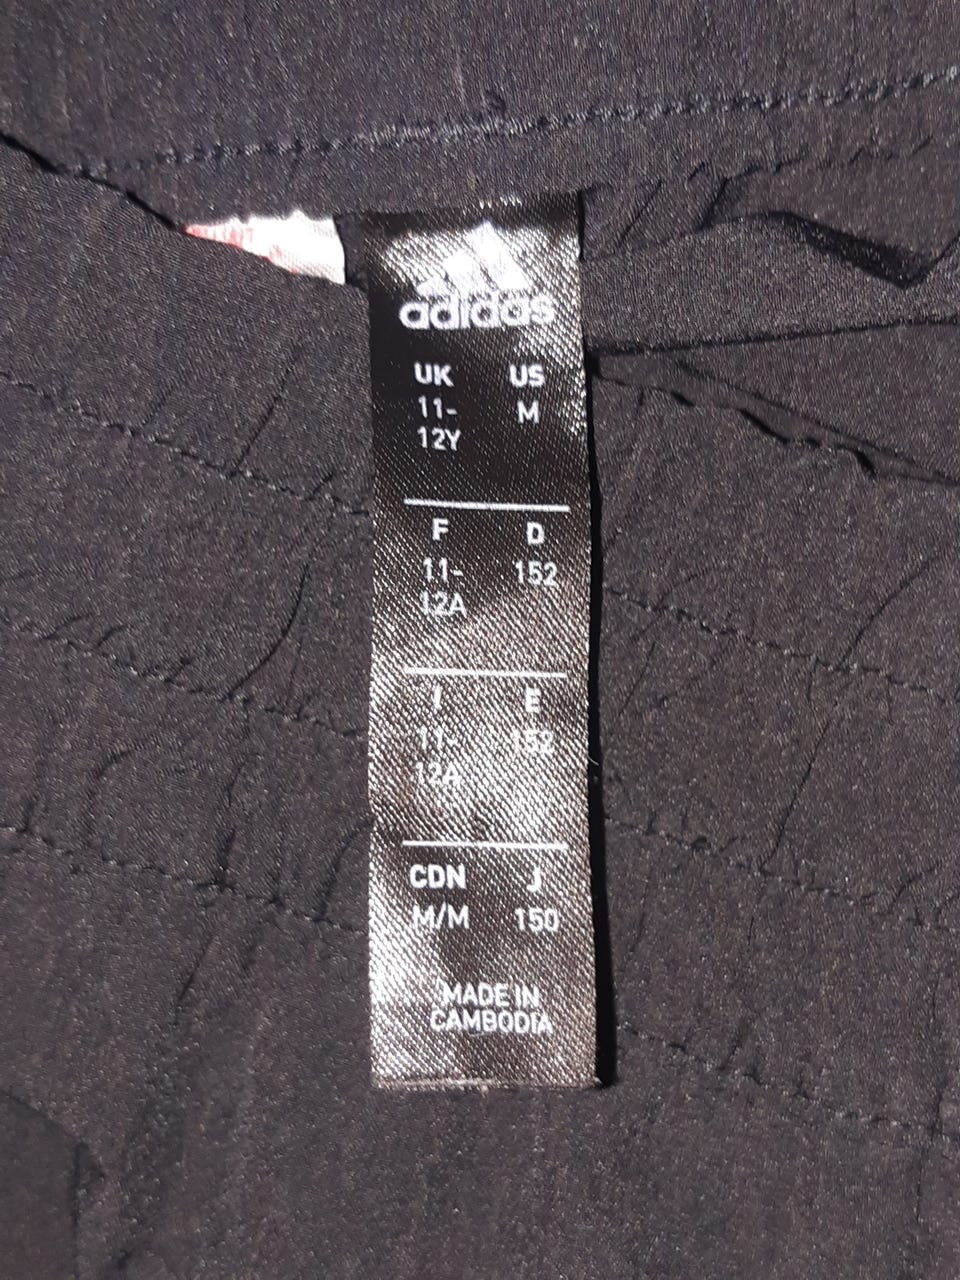 adidas
UK US
11- M
12Y
F D
11- 152
12A
I E
11- 152
12A
CDN J
M/M 150
MADE IN
CAMBODIA